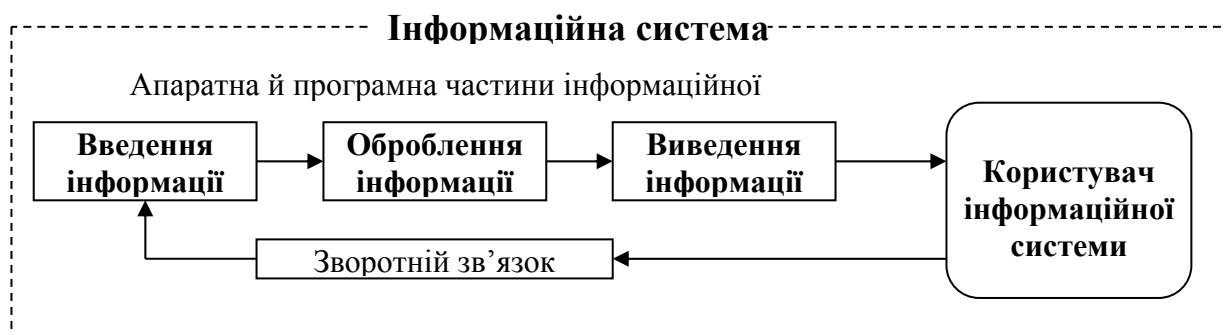 Інформаційна система
Апаратна й програмна частини інформаційної
Введення
інформації
Оброблення
інформації
Виведення
інформації
Користувач
інформаційної
системи
Зворотній зв’язок